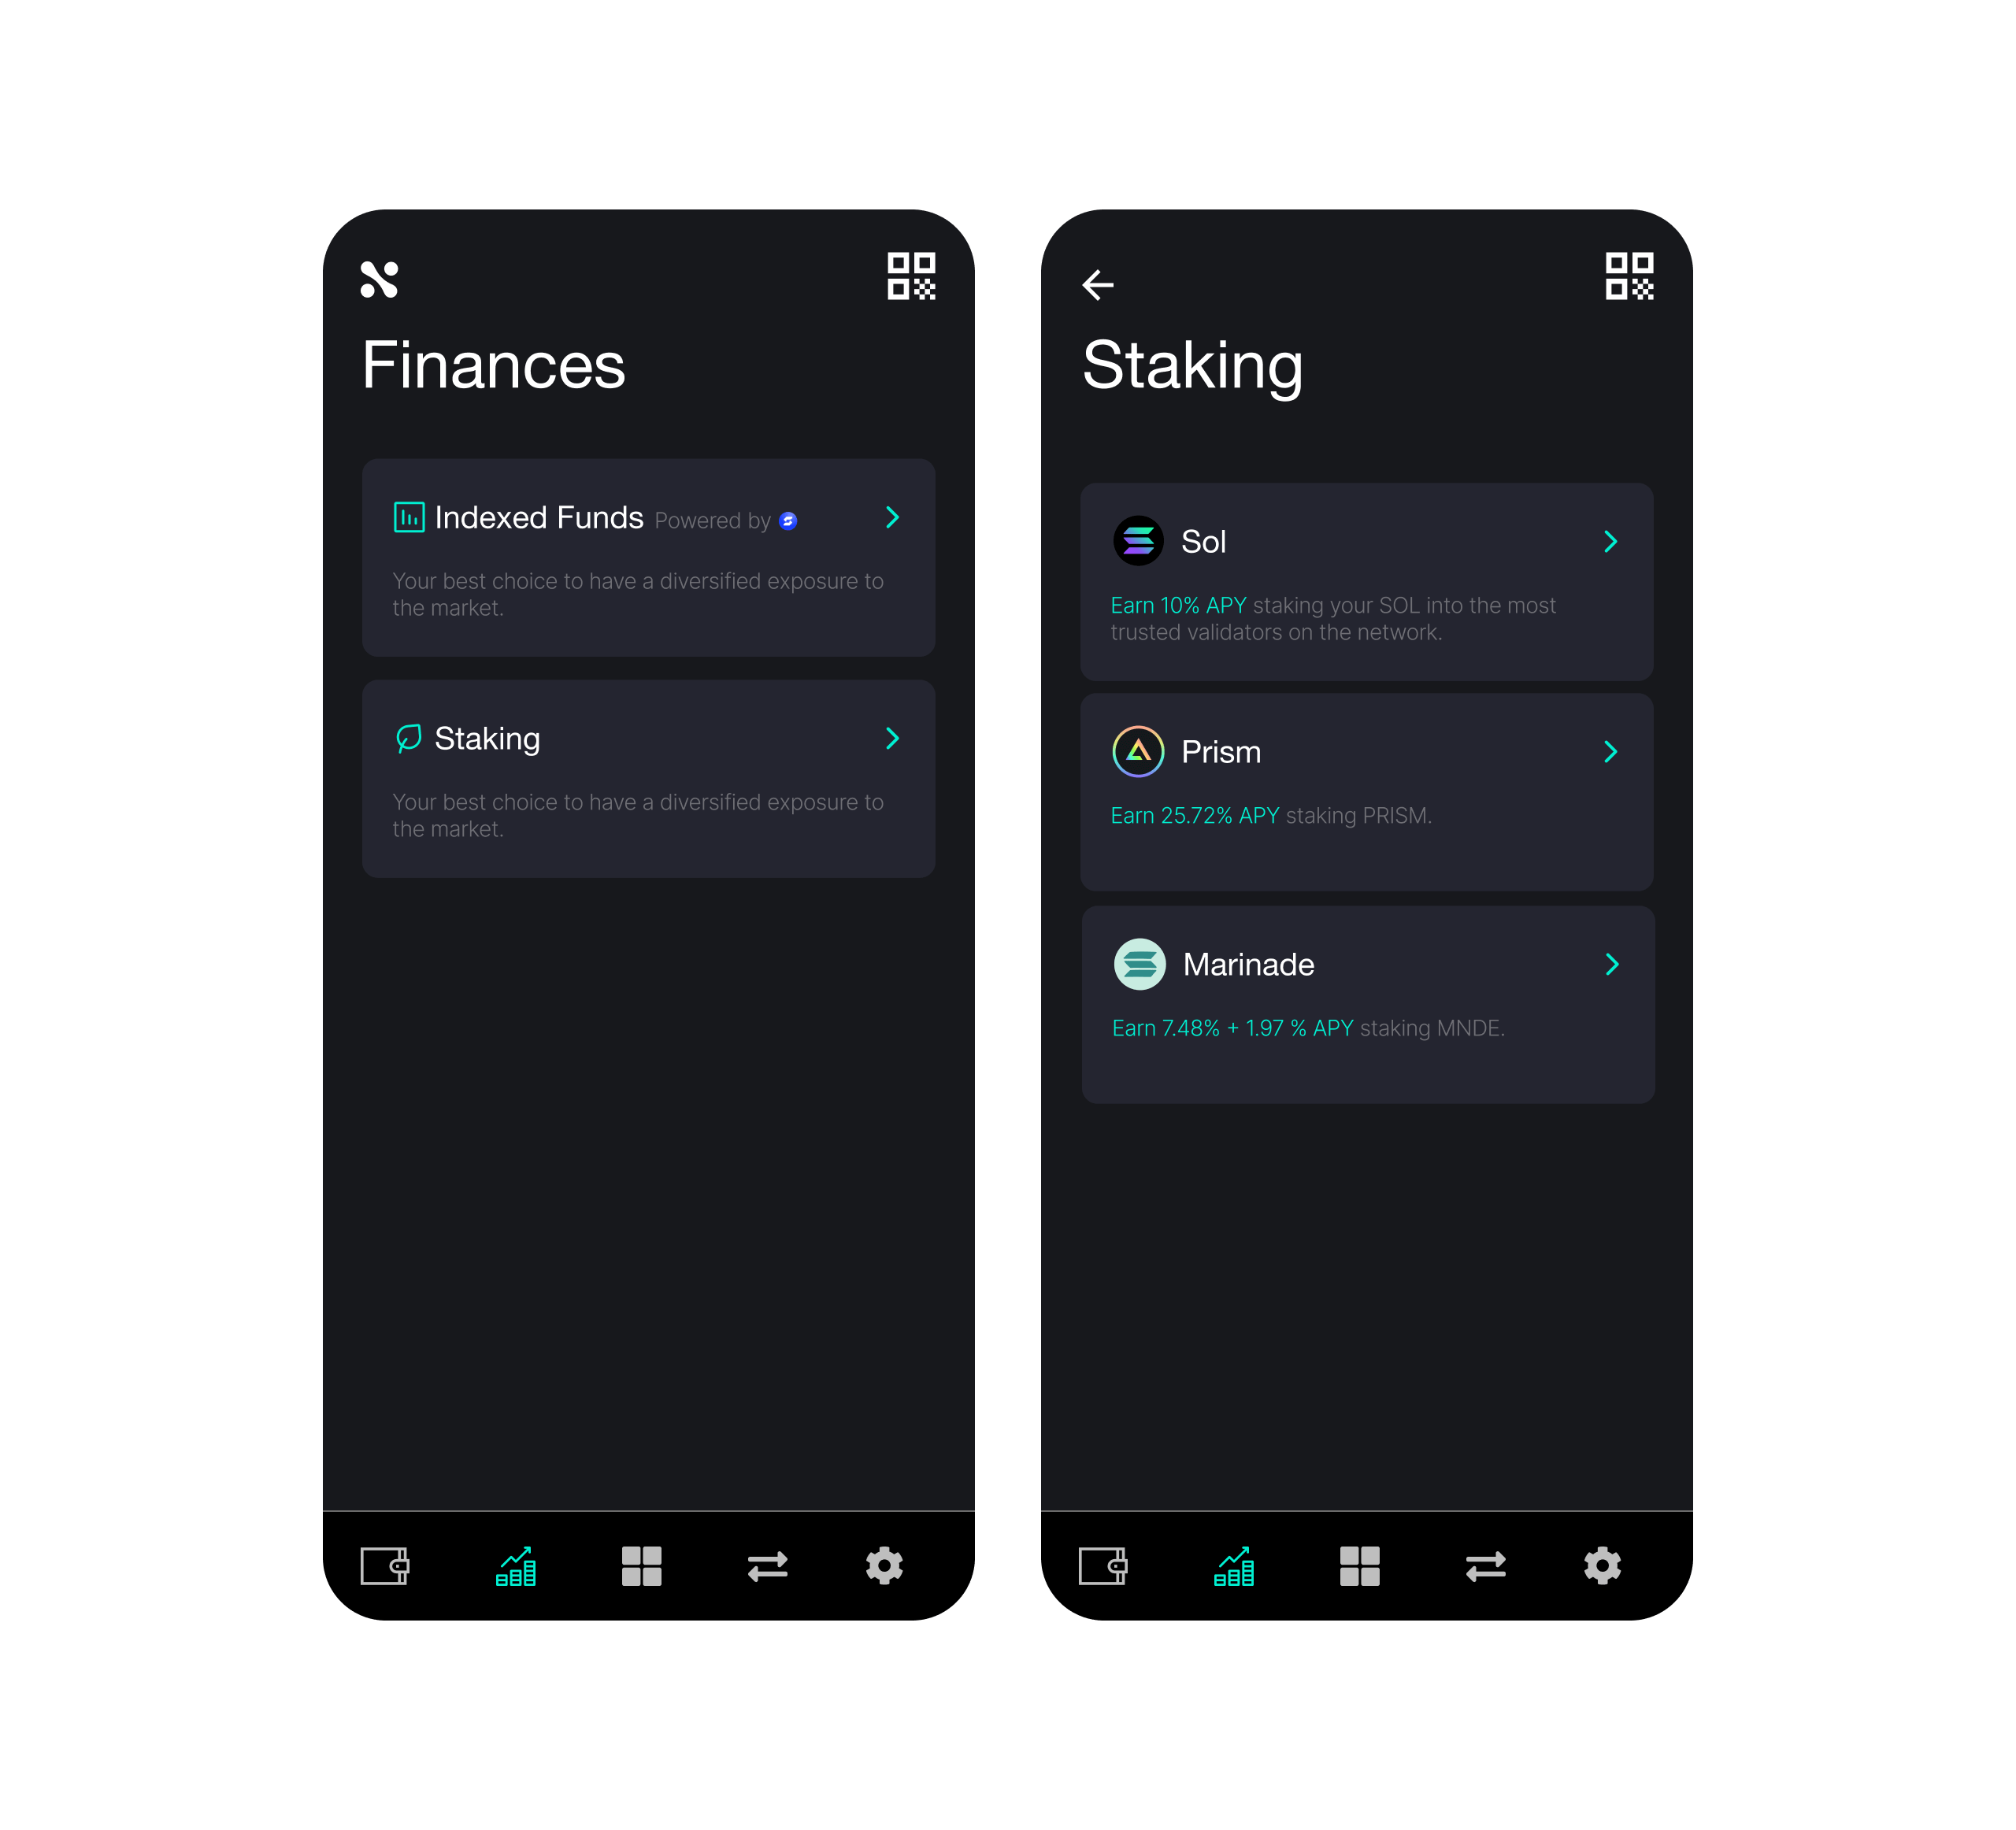 Finances
Indexed Funds Powered by
Your best choice to have a diversified exposure to
the market.
Staking
Your best choice to have a diversified exposure to
the market.
Staking
Sol
Earn 10% APY staking your SOL into the most
trusted validators on the network.
Prism
Earn 25.72% APY staking PRISM.
Marinade
Earn 7.48% + 1.97 % APY staking MNDE.